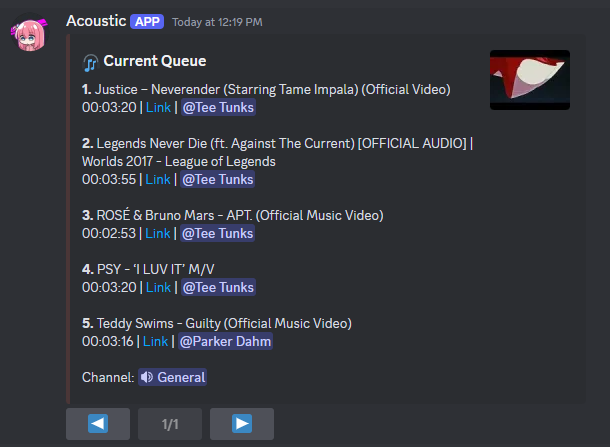 Acoustic APP Today at 12:19 PM
Current Queue
1. Justice – Neverender (Starring Tame Impala) (Official Video)
00:03:20 | Link | @Tee Tunks
2. Legends Never Die (ft. Against The Current) [OFFICIAL AUDIO] |
Worlds 2017 - League of Legends
00:03:55 | Link | @Tee Tunks
3. ROSÉ & Bruno Mars - APT. (Official Music Video)
00:02:53 | Link | @Tee Tunks
4. PSY - ‘I LUV IT’ M/V
00:03:20 | Link | @Tee Tunks
5. Teddy Swims - Guilty (Official Music Video)
00:03:16 | Link | @Parker Dahm
Channel: General
1/1